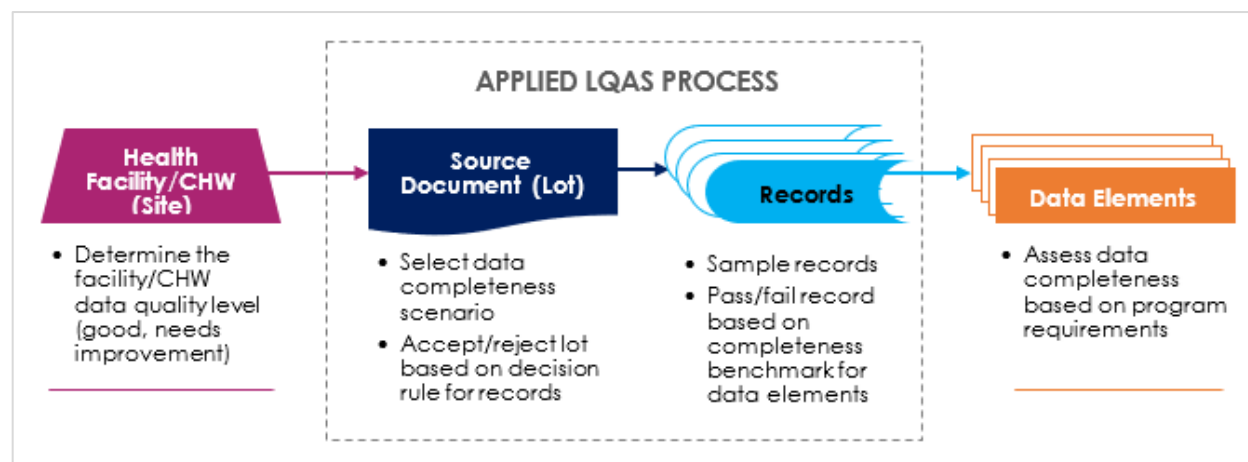 APPLIED LQAS PROCESS
Health
Facility/CHW
(Site)
• Determine the
facility/CHW
data quality level
(good, needs
improvement)
Source
Document (Lot)
• Select data
completeness
scenario
• Accept/reject lot
based on decision
rule for records
Records
• Sample records
• Pass/fail record
based on
completeness
benchmark for
data elements
Data Elements
• Assess data
completeness
based on program
requirements